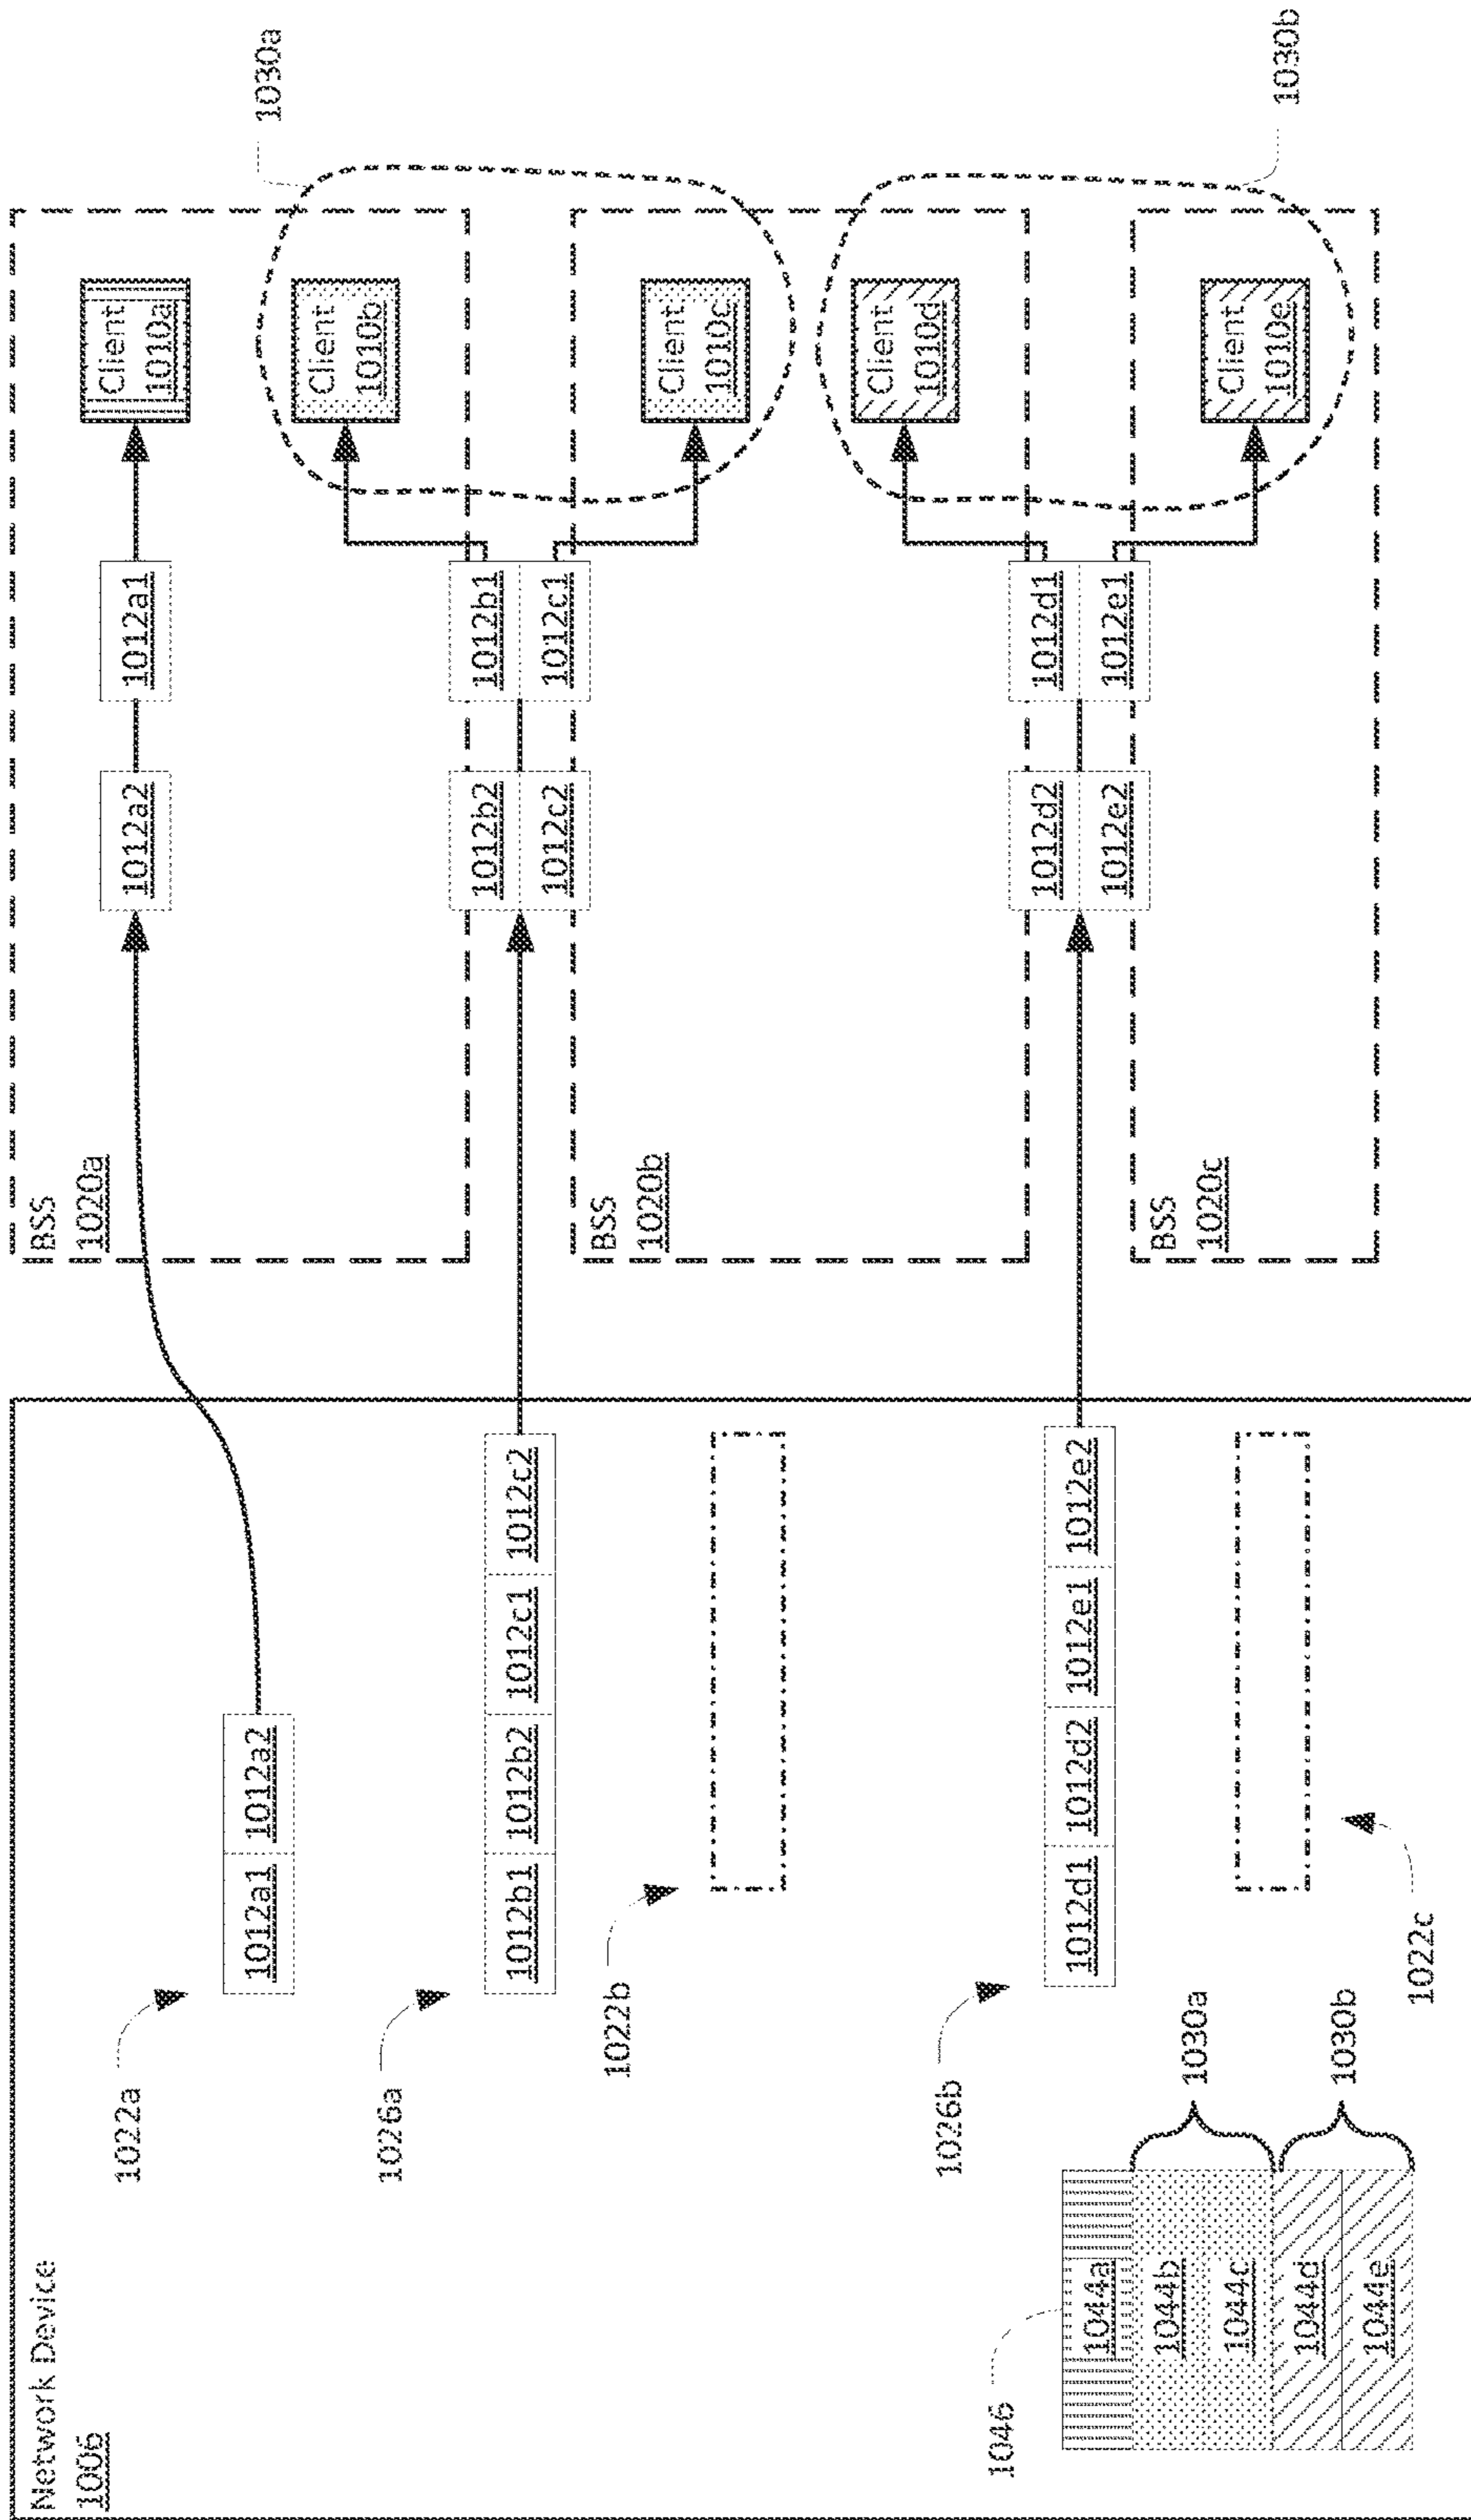 Network Device
1006
1022a
1012a1 1012a2
1026a
1012b1 1012b2 1012c1 1012c2
1022b
1026b
1012d1 1012d2 1012e1 1012e2
1022c
1046
1044a
1044b
1044c
1044d
1044e
1030a
1030b
BSS
1020a
1012a2 1012a1
Client
1010a
Client
1010b
1030a
1012b2 1012b1
1012c2 1012c1
BSS
1020b
Client
1010c
Client
1010d
1012d2 1012d1
1012e2 1012e1
BSS
1020c
Client
1010e
1030b